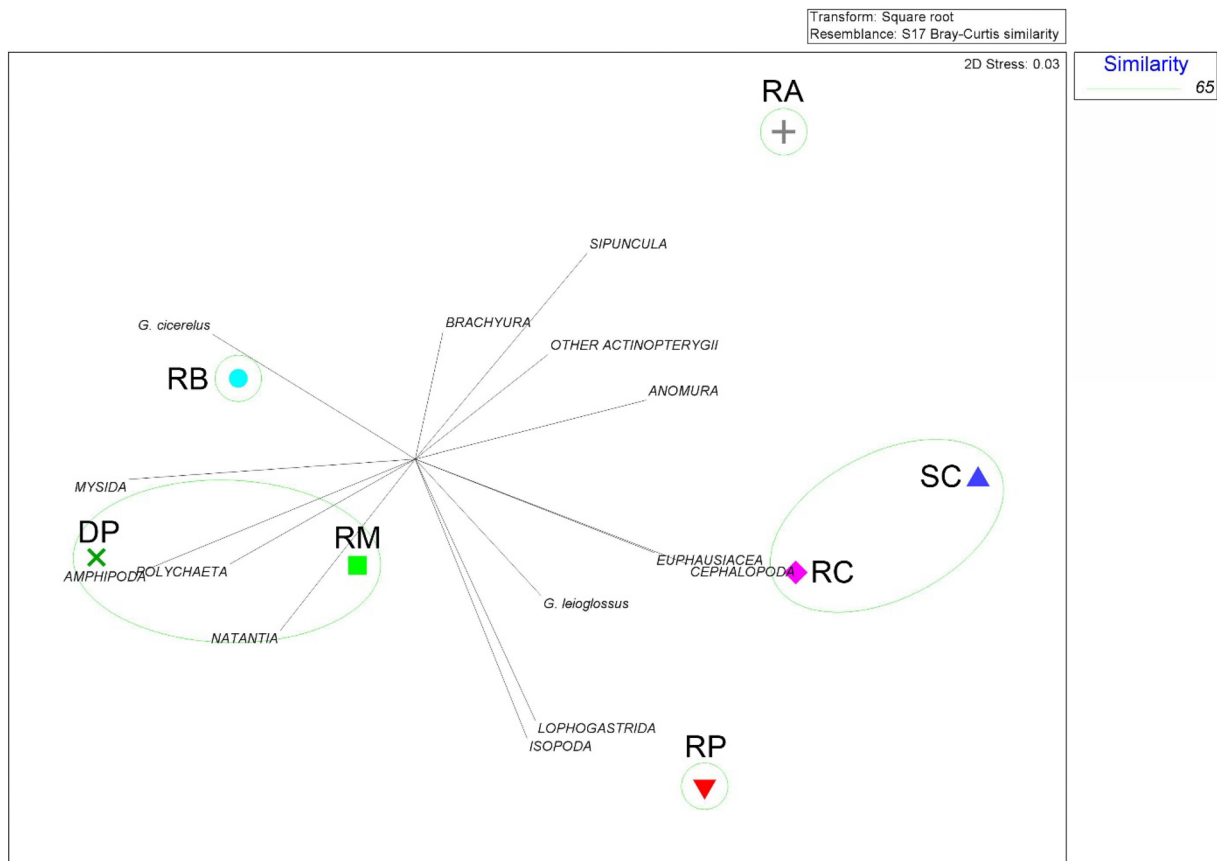 Transform: Square root
Resemblance: S17 Bray-Curtis similarity
2D Stress: 0.03
Similarity
65
RA
SIPUNCULA
G. cicerelus
BRACHYURA
OTHER ACTINOPTERYGII
RB
ANOMURA
SC
MYSIDA
DP
RM
EUPHAUSIACEA
CEPHALOPODA
RC
AMPHIPODA
POLYCHAETA
G. leioglossus
NATANTIA
LOPHOGASTRIDA
ISOPODA
RP